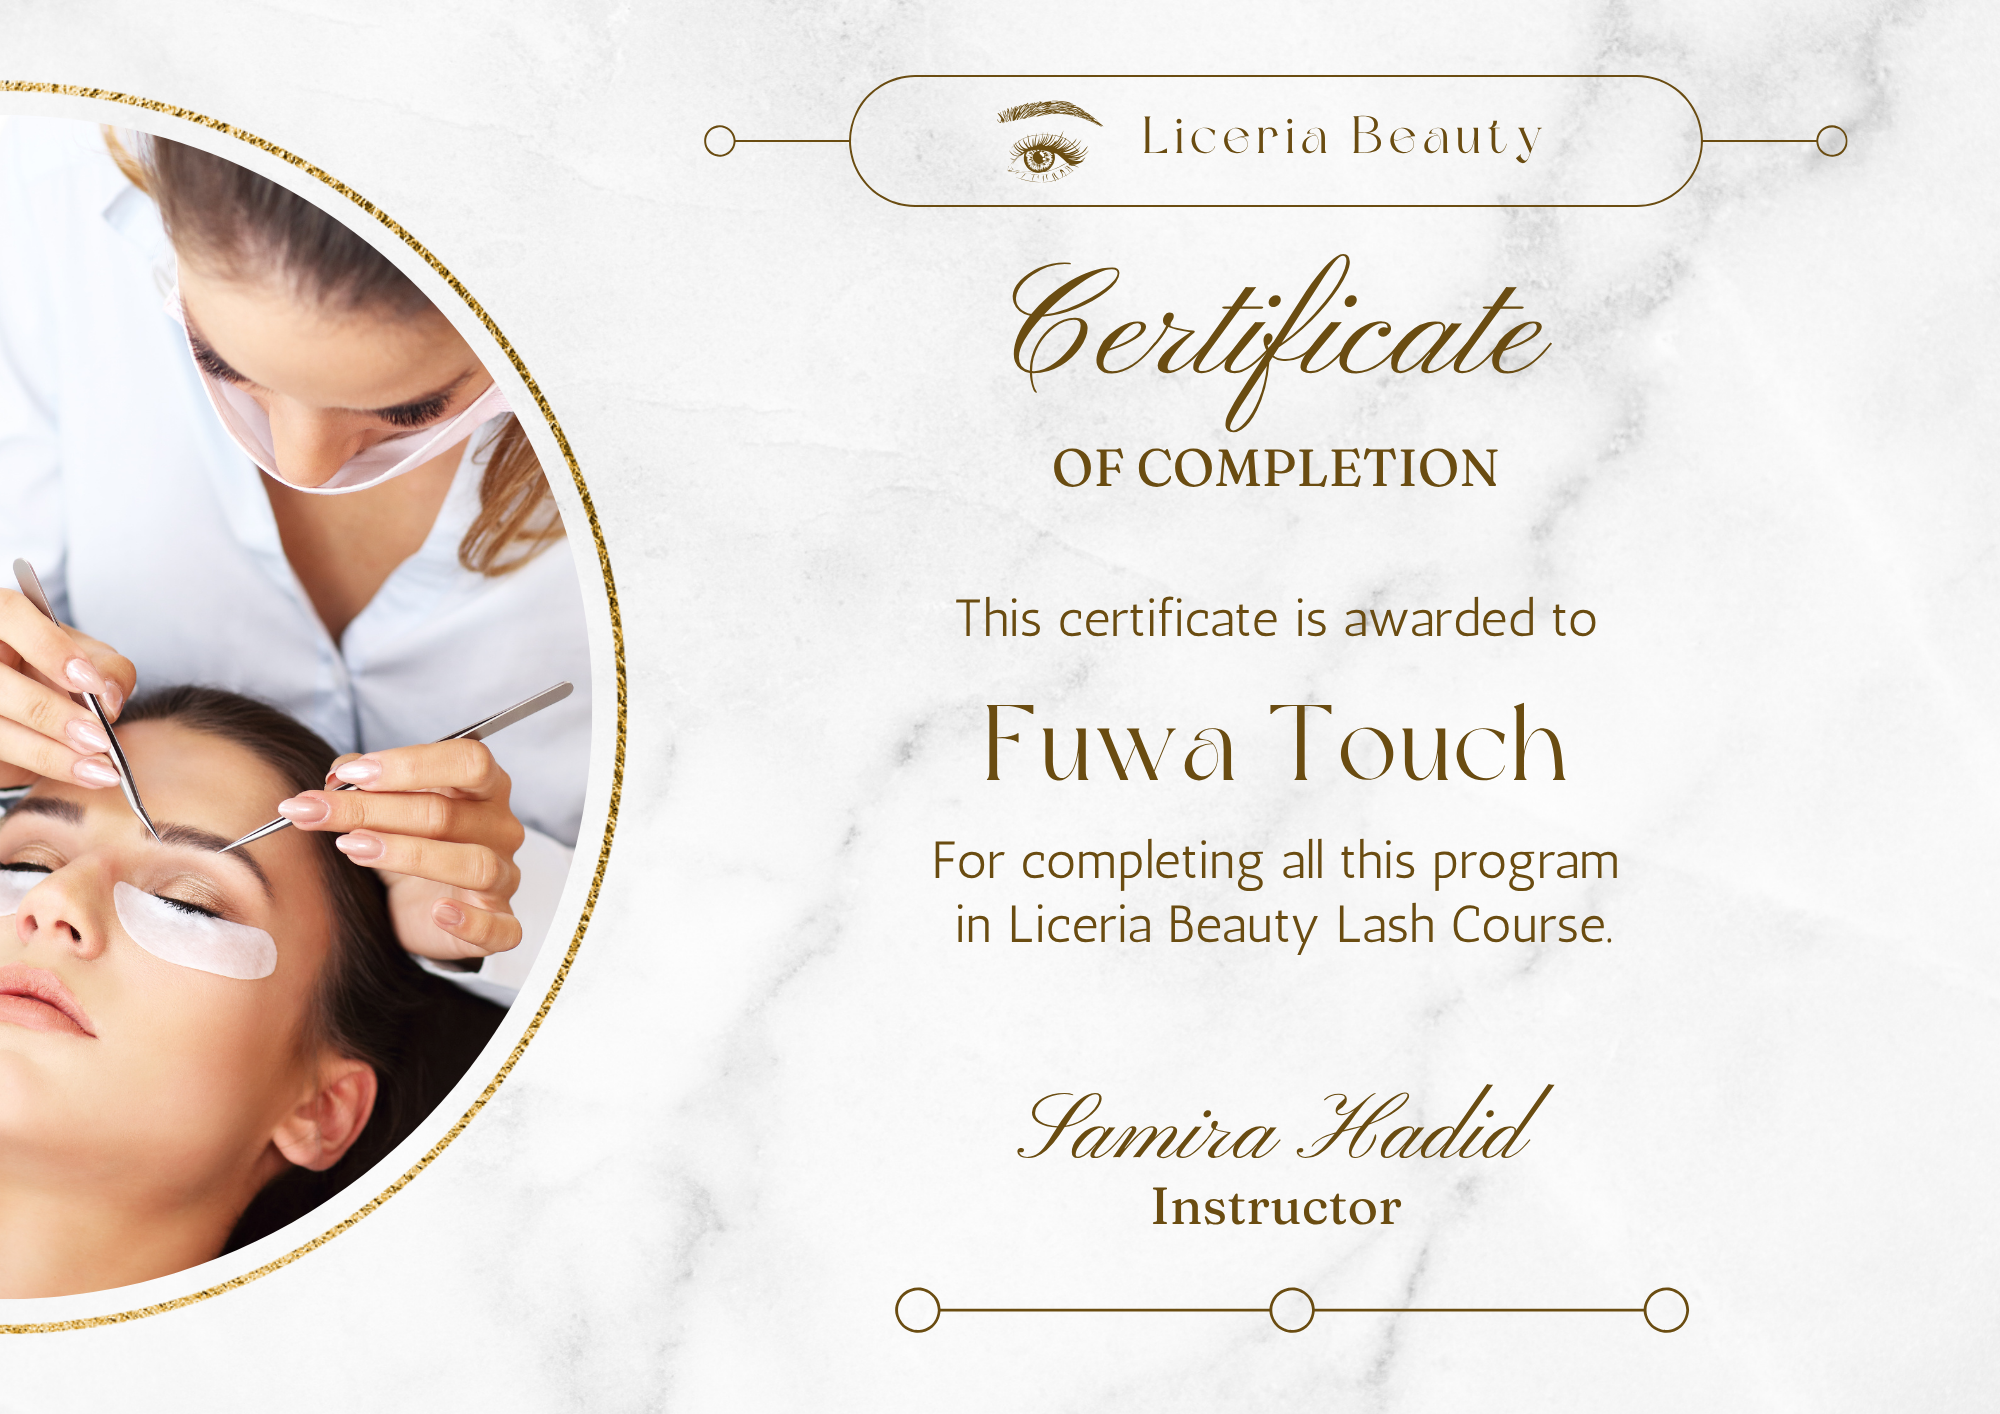 Liceria Beauty
Certificate
OF COMPLETION
This certificate is awarded to
Fuwa Touch
For completing all this program
in Liceria Beauty Lash Course.
Samira Hadid
Instructor